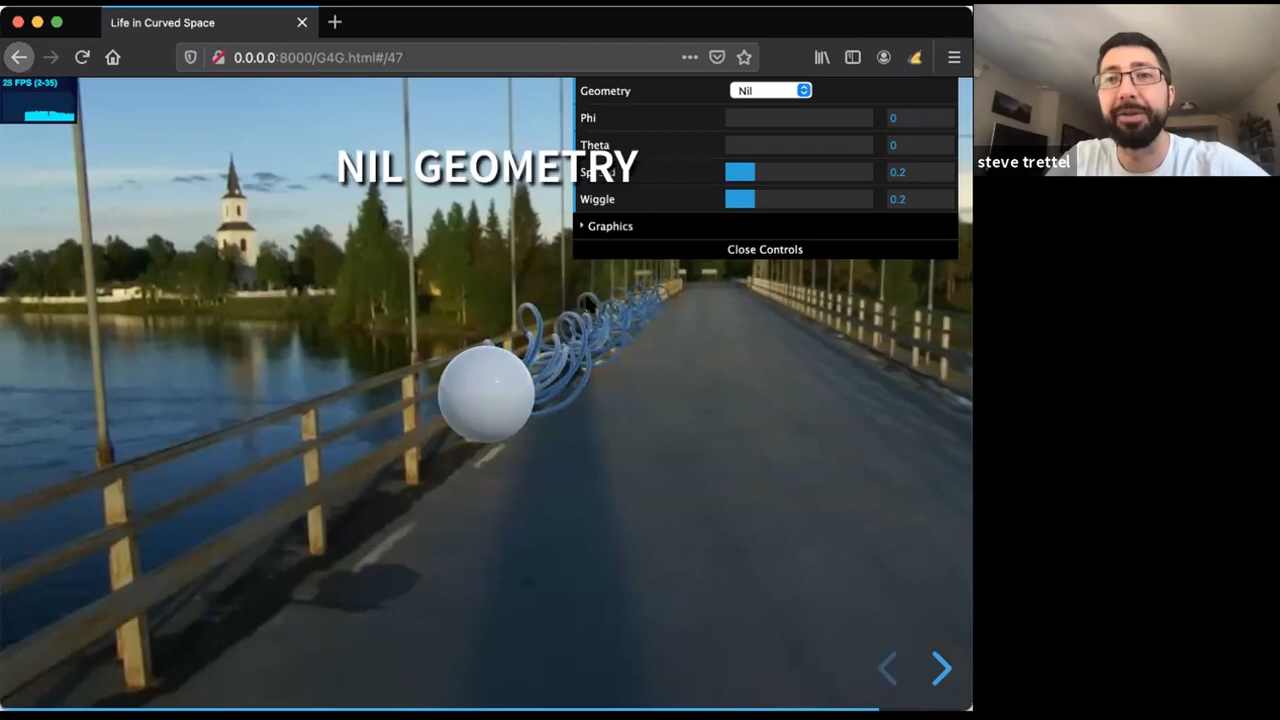 Life in Curved Space
0.0.0.0:8000/G4G.html#/47
25 FPS (2-35)
Geometry Nil
Phi 0
Theta 0
NIL GEOMETRY
0.2
Wiggle 0.2
Graphics
Close Controls
steve trettel